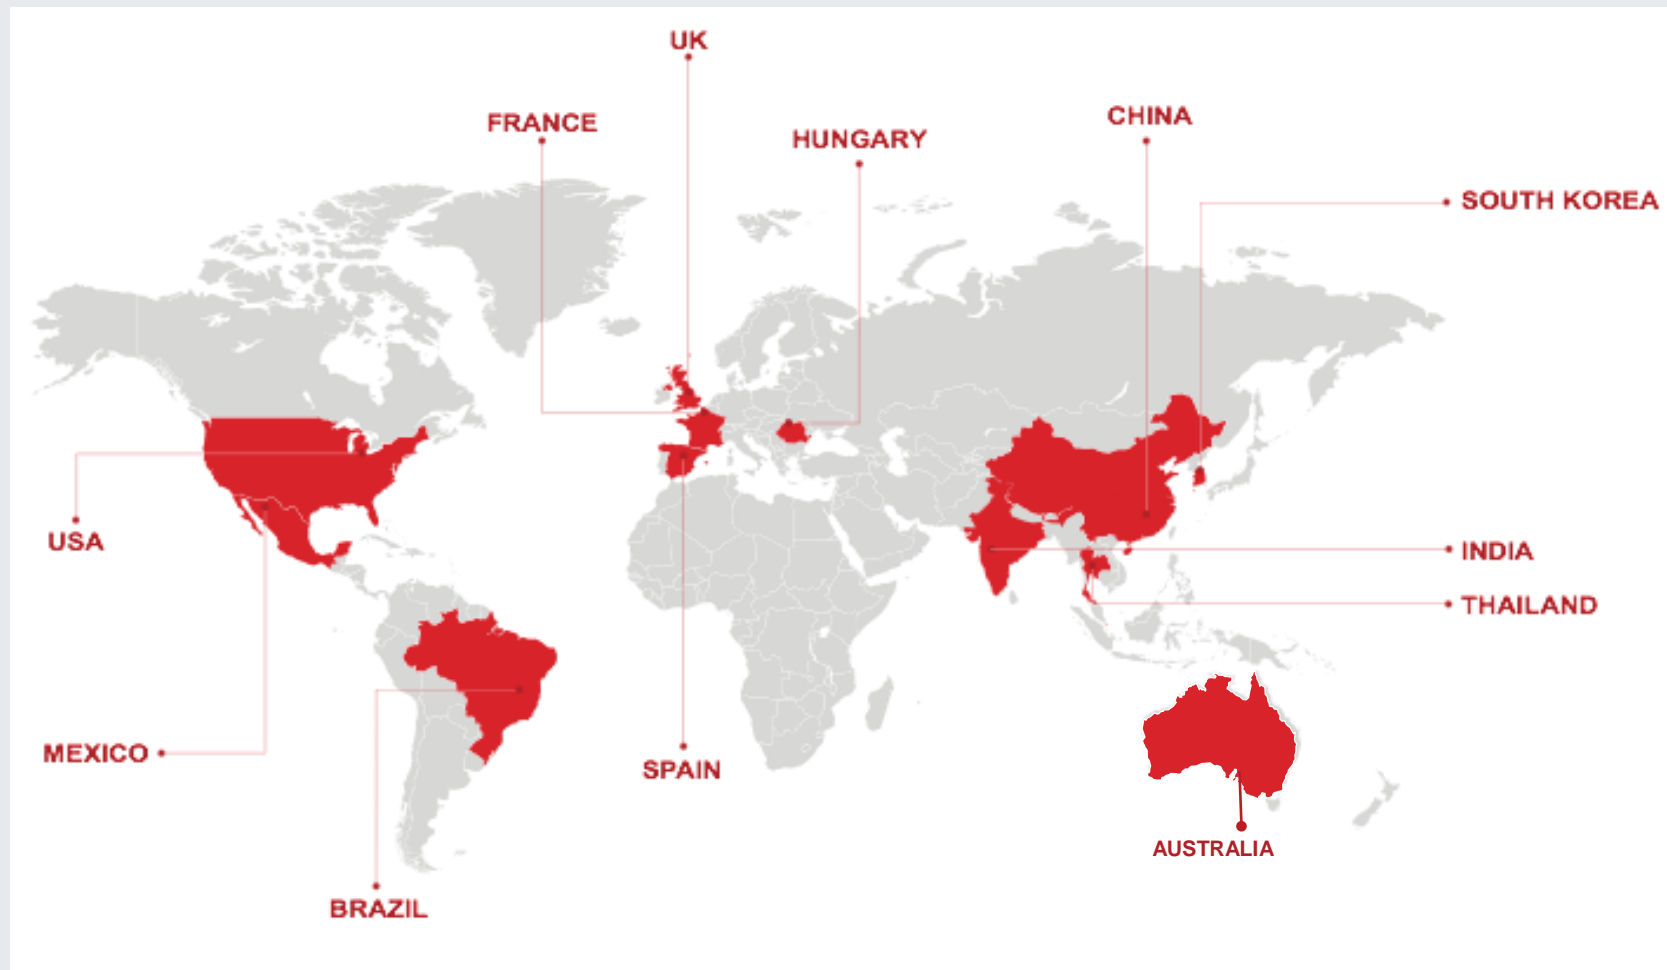 UK
FRANCE
CHINA
HUNGARY
SOUTH KOREA
USA
INDIA
THAILAND
MEXICO
SPAIN
AUSTRALIA
BRAZIL